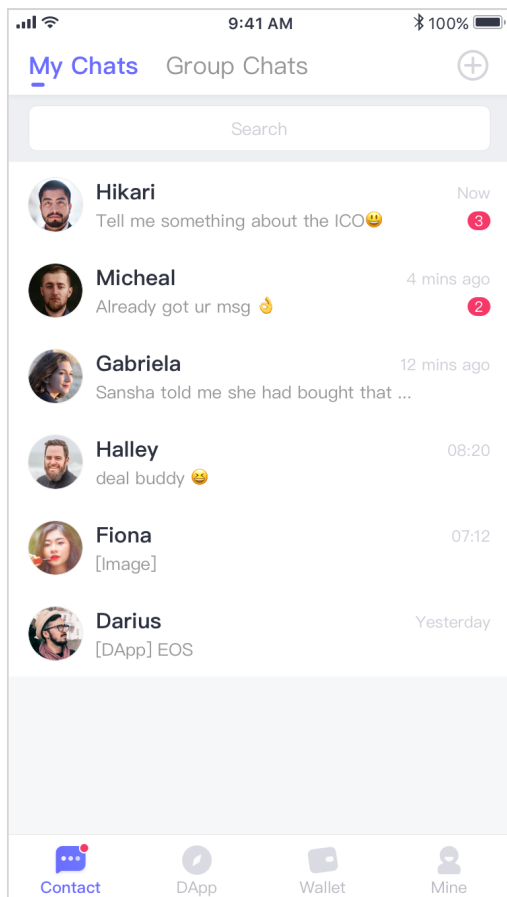 9:41 AM
100%
My Chats Group Chats
Search
Hikari
Now
Tell me something about the ICO😃
3
Micheal
4 mins ago
Already got ur msg 👌
2
Gabriela
12 mins ago
Sansha told me she had bought that ...
Halley
08:20
deal buddy 😆
Fiona
07:12
[Image]
Darius
Yesterday
[DApp] EOS
Contact DApp Wallet Mine